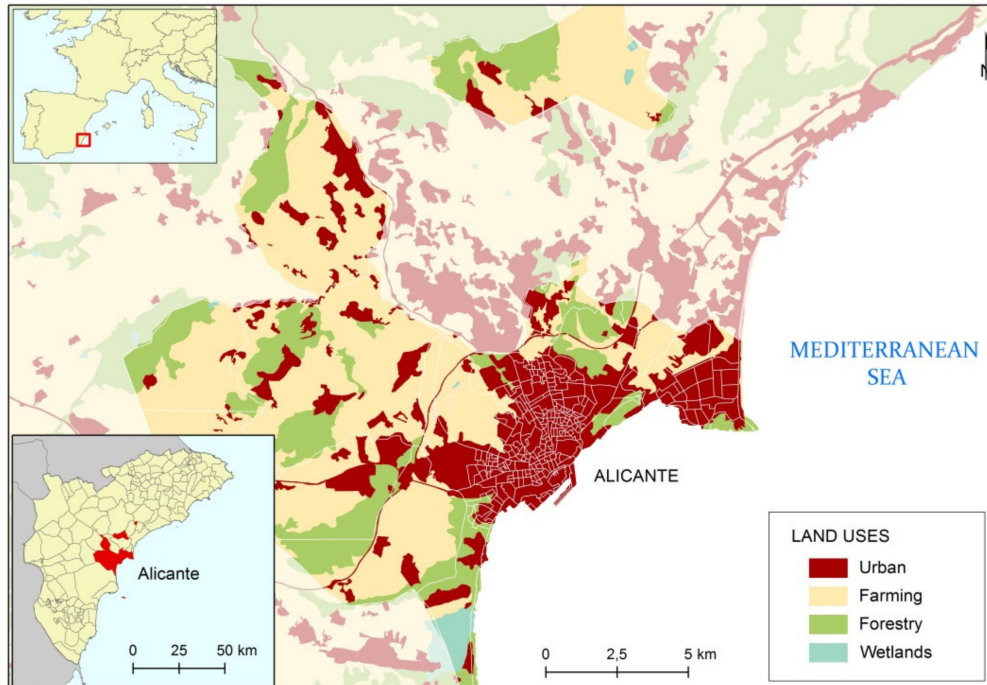 N
MEDITERRANEAN
SEA
ALICANTE
Alicante
0 25 50 km
0 2,5 5 km
LAND USES
Urban
Farming
Forestry
Wetlands